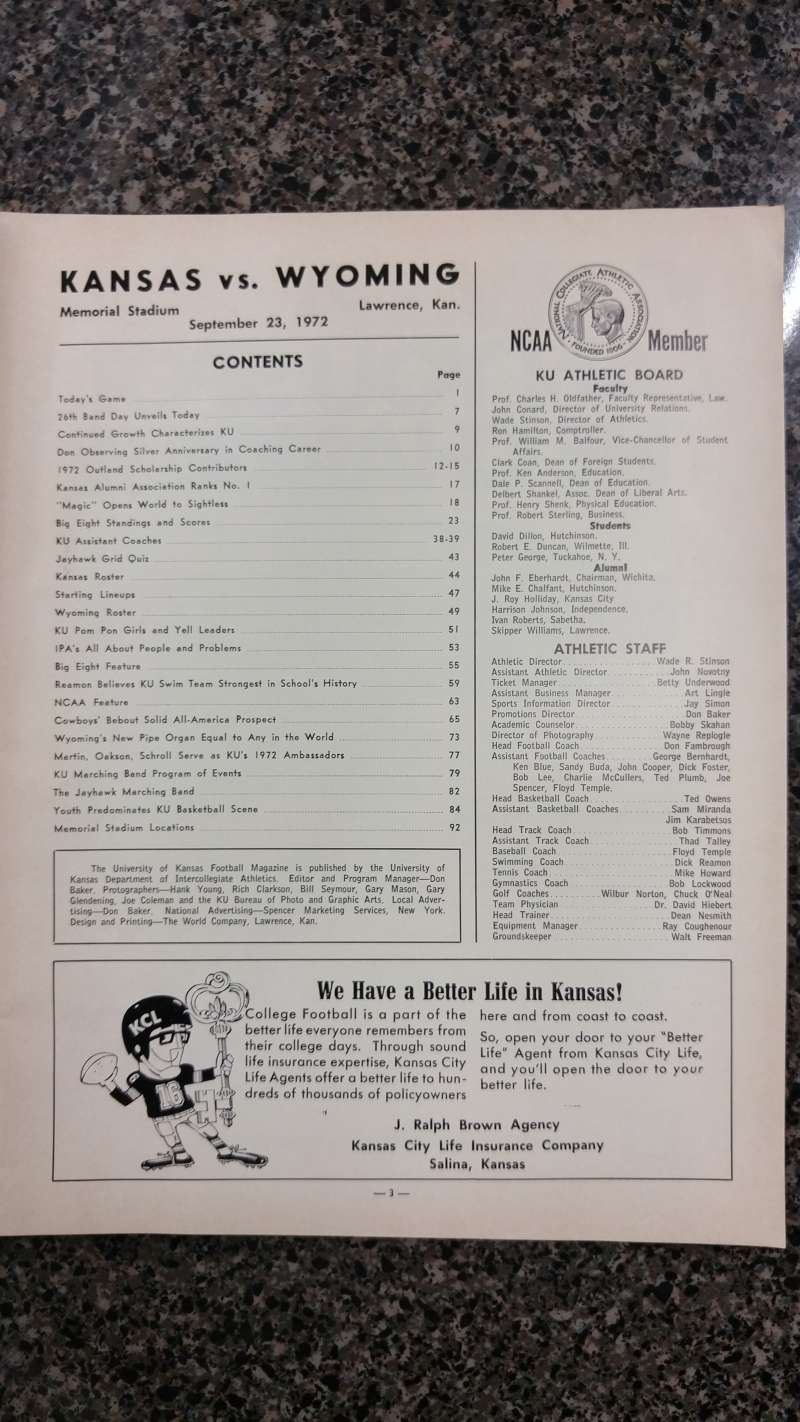 KANSAS vs. WYOMING
Memorial Stadium
Lawrence, Kan.
September 23, 1972
CONTENTS
Page
Today's Game 1
26th Band Day Unveils Today 7
Continued Growth Characterizes KU 9
Don Observing Silver Anniversary in Coaching Career 10
1972 Outland Scholarship Contributors 12-15
Kansas Alumni Association Ranks No. 1 17
"Magic" Opens World to Sightless 18
Big Eight Standings and Scores 23
KU Assistant Coaches 38-39
Jayhawk Grid Quiz 43
Kansas Roster 44
Starting Lineups 47
Wyoming Roster 49
KU Pom Pon Girls and Yell Leaders 51
IPA's All About People and Problems 53
Big Eight Feature 55
Reamon Believes KU Swim Team Strongest in School's History 59
NCAA Feature 63
Cowboys' Bebout Solid All-America Prospect 65
Wyoming's New Pipe Organ Equal to Any in the World 73
Martin, Oakson, Schroll Serve as KU's 1972 Ambassadors 77
KU Marching Band Program of Events 79
The Jayhawk Marching Band 82
Youth Predominates KU Basketball Scene 84
Memorial Stadium Locations 92
The University of Kansas Football Magazine is published by the University of
Kansas Department of Intercollegiate Athletics. Editor and Program Manager—Don
Baker. Protographers—Hank Young, Rich Clarkson, Bill Seymour, Gary Mason, Gary
Glendening, Joe Coleman and the KU Bureau of Photo and Graphic Arts. Local Adver-
tising—Don Baker. National Advertising—Spencer Marketing Services, New York.
Design and Printing—The World Company, Lawrence, Kan.
NATIONAL COLLEGIATE ATHLETIC ASSOCIATION
FOUNDED 1906
NCAA Member
KU ATHLETIC BOARD
Faculty
Prof. Charles H. Oldfather, Faculty Representative, Law.
John Conard, Director of University Relations.
Wade Stinson, Director of Athletics.
Ron Hamilton, Comptroller.
Prof. William M. Balfour, Vice-Chancellor of Student
Affairs.
Clark Coan, Dean of Foreign Students.
Prof. Ken Anderson, Education.
Dale P. Scannell, Dean of Education.
Delbert Shankel, Assoc. Dean of Liberal Arts.
Prof. Henry Shenk, Physical Education.
Prof. Robert Sterling, Business.
Students
David Dillon, Hutchinson.
Robert E. Duncan, Wilmette, Ill.
Peter George, Tuckahoe, N. Y.
Alumni
John F. Eberhardt, Chairman, Wichita.
Mike E. Chalfant, Hutchinson.
J. Roy Holliday, Kansas City
Harrison Johnson, Independence.
Ivan Roberts, Sabetha.
Skipper Williams, Lawrence.
ATHLETIC STAFF
Athletic Director Wade R. Stinson
Assistant Athletic Director John Novotny
Ticket Manager Betty Underwood
Assistant Business Manager Art Lingle
Sports Information Director Jay Simon
Promotions Director Don Baker
Academic Counselor Bobby Skahan
Director of Photography Wayne Replogle
Head Football Coach Don Fambrough
Assistant Football Coaches George Bernhardt,
Ken Blue, Sandy Buda, John Cooper, Dick Foster,
Bob Lee, Charlie McCullers, Ted Plumb, Joe
Spencer, Floyd Temple.
Head Basketball Coach Ted Owens
Assistant Basketball Coaches Sam Miranda
Jim Karabetsos
Head Track Coach Bob Timmons
Assistant Track Coach Thad Talley
Baseball Coach Floyd Temple
Swimming Coach Dick Reamon
Tennis Coach Mike Howard
Gymnastics Coach Bob Lockwood
Golf Coaches Wilbur Norton, Chuck O'Neal
Team Physician Dr. David Hiebert
Head Trainer Dean Nesmith
Equipment Manager Ray Coughenour
Groundskeeper Walt Freeman
KCL
16
We Have a Better Life in Kansas!
College Football is a part of the
better life everyone remembers from
their college days. Through sound
life insurance expertise, Kansas City
Life Agents offer a better life to hun-
dreds of thousands of policyowners
here and from coast to coast.
So, open your door to your "Better
Life" Agent from Kansas City Life,
and you'll open the door to your
better life.
J. Ralph Brown Agency
Kansas City Life Insurance Company
Salina, Kansas
— 3 —